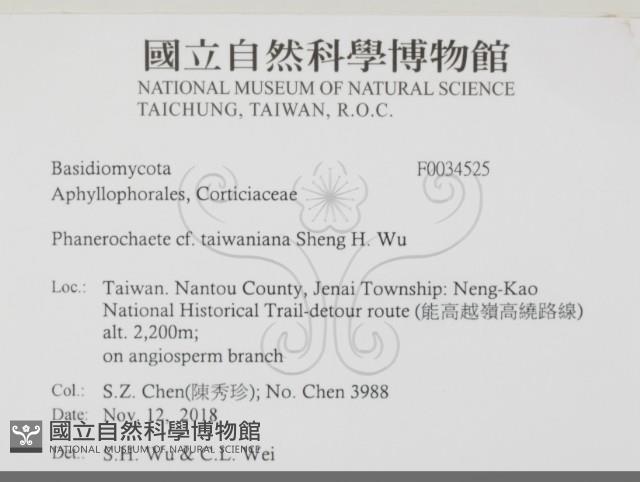 國立自然科學博物館
NATIONAL MUSEUM OF NATURAL SCIENCE
TAICHUNG, TAIWAN, R.O.C.
Basidiomycota F0034525
Aphyllophorales, Corticiaceae
Phanerochaete cf. taiwaniana Sheng H. Wu
Loc.: Taiwan. Nantou County, Jenai Township: Neng-Kao
National Historical Trail-detour route (能高越嶺高繞路線)
alt. 2,200m;
on angiosperm branch
Col.: S.Z. Chen(陳秀珍); No. Chen 3988
Date: Nov. 12, 2018
國立自然科學博物館
NATIONAL MUSEUM OF NATURAL SCIENCE
Det.: S.H. Wu & C.L. Wei